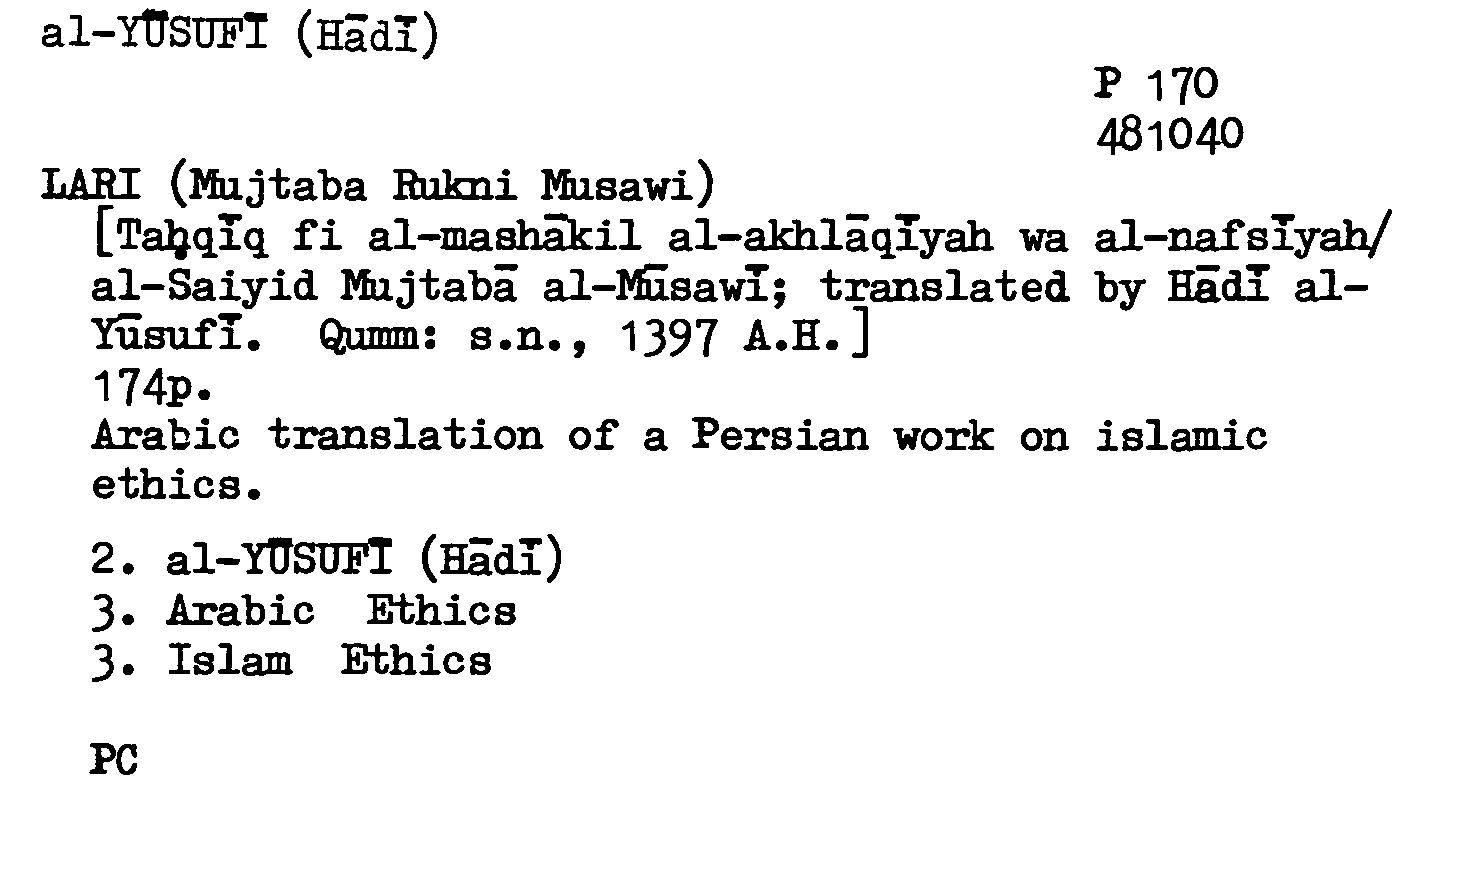 al-YŪSUFĪ (Hādī)
P 170
481040
LARI (Mujtaba Rukni Musawi)
[Taḥqīq fi al-mashākil al-akhlāqīyah wa al-nafsīyah/
al-Saiyid Mujtabā al-Mūsawī; translated by Hādī al-
Yūsufī. Qumm: s.n., 1397 A.H.]
174p.
Arabic translation of a Persian work on islamic
ethics.
2. al-YŪSUFĪ (Hādī)
3. Arabic Ethics
3. Islam Ethics
PC